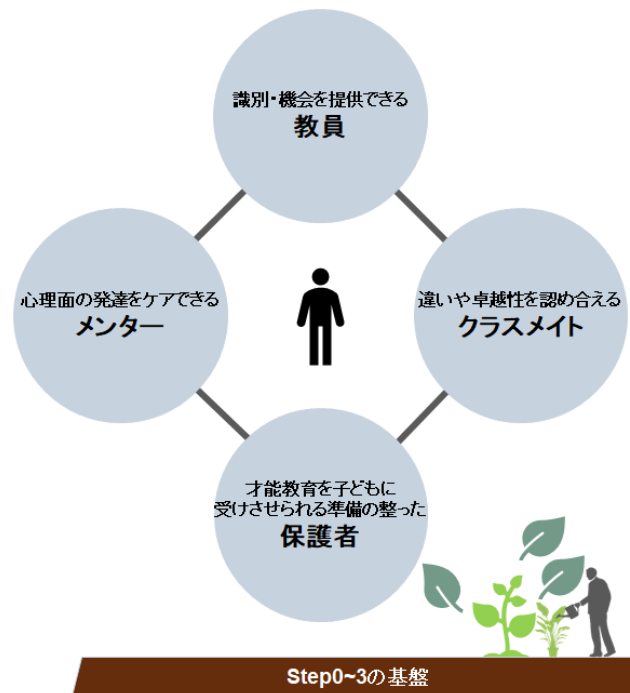 識別・機会を提供できる
教員
心理面の発達をケアできる
メンター
違いや卓越性を認め合える
クラスメイト
才能教育を子どもに
受けさせられる準備の整った
保護者
Step0~3の基盤